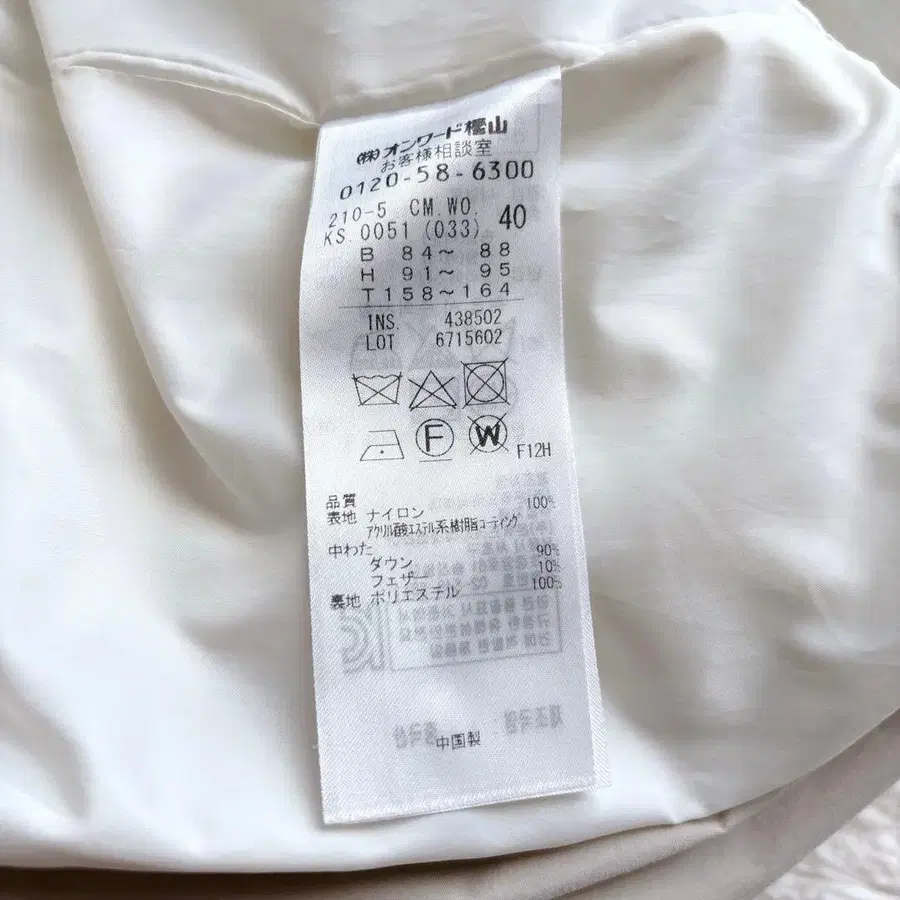 ㈱オンワード樫山
お客様相談室
0120-58-6300
210-5 CM.WO. 40
KS.0051 (033)
B 84〜 88
H 91〜 95
T 158〜164
INS. 438502
LOT 6715602
F W F12H
品質
表地 ナイロン 100%
アクリル酸エステル系樹脂コーティング
中わた
ダウン 90%
フェザー 10%
裏地 ポリエステル 100%
中国製